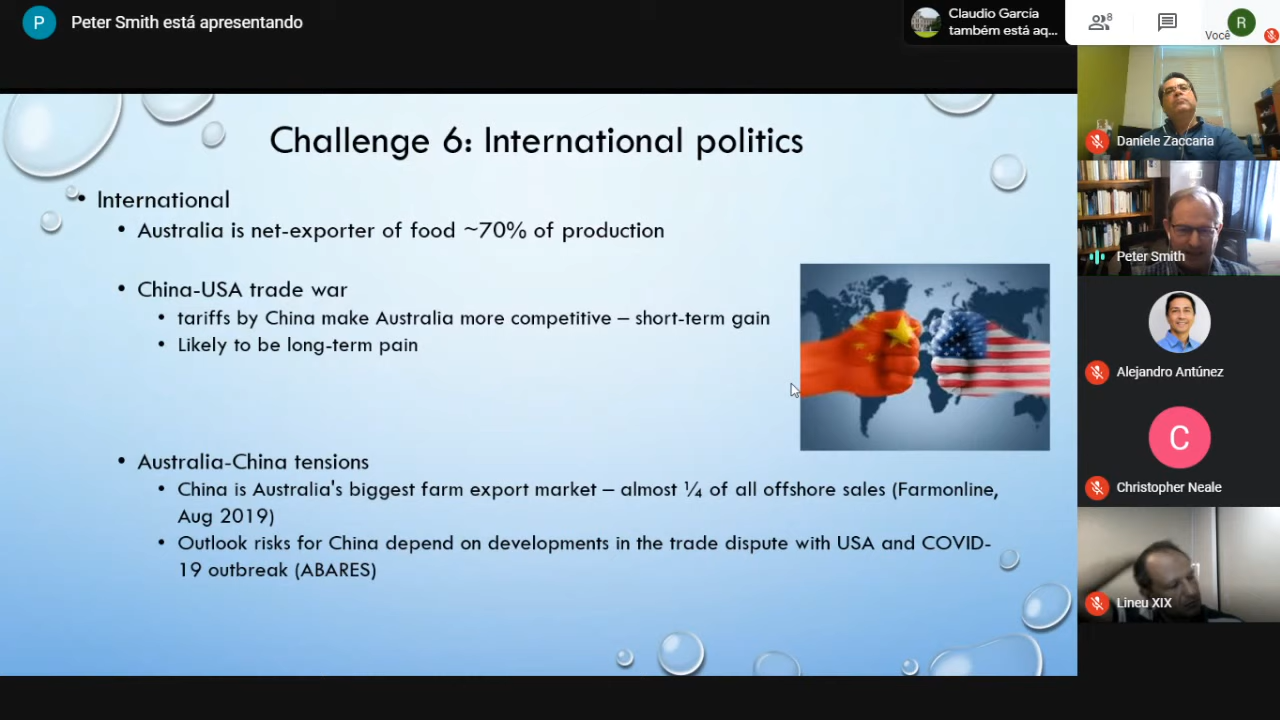 P Peter Smith está apresentando
Claudio García
também está aq...
8
Você
R
Challenge 6: International politics
• International
• Australia is net-exporter of food ~70% of production
• China-USA trade war
• tariffs by China make Australia more competitive – short-term gain
• Likely to be long-term pain
• Australia-China tensions
• China is Australia's biggest farm export market – almost ¼ of all offshore sales (Farmonline,
Aug 2019)
• Outlook risks for China depend on developments in the trade dispute with USA and COVID-
19 outbreak (ABARES)
Daniele Zaccaria
Peter Smith
Alejandro Antúnez
C
Christopher Neale
Lineu XIX